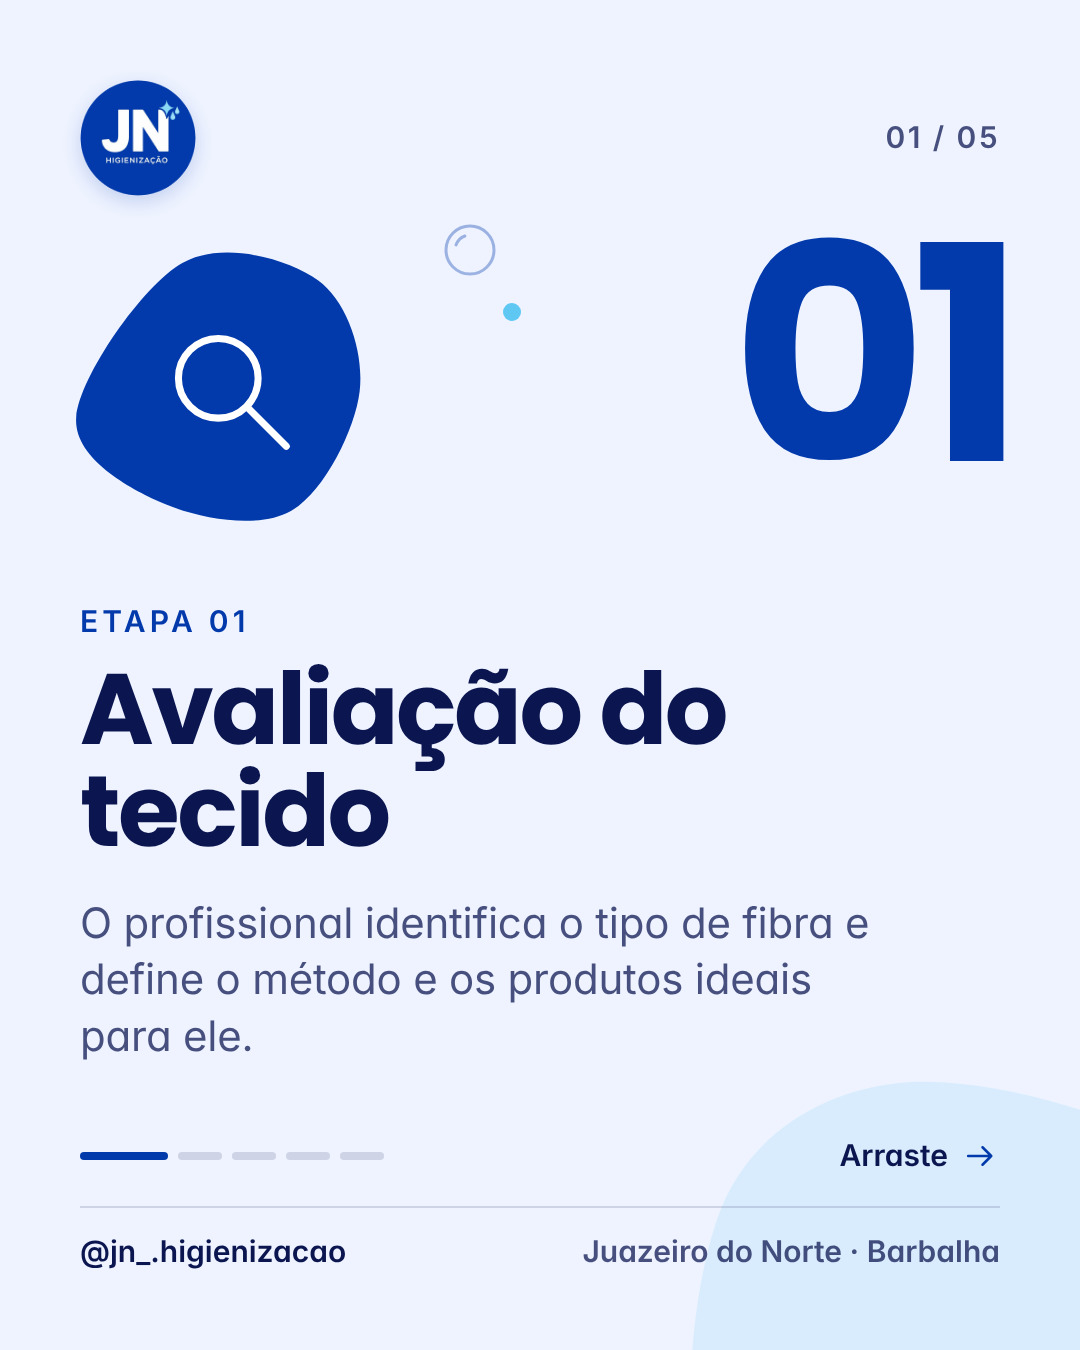 JN
HIGIENIZAÇÃO
01 / 05
01
ETAPA 01
Avaliação do
tecido
O profissional identifica o tipo de fibra e
define o método e os produtos ideais
para ele.
Arraste →
@jn_.higienizacao
Juazeiro do Norte · Barbalha